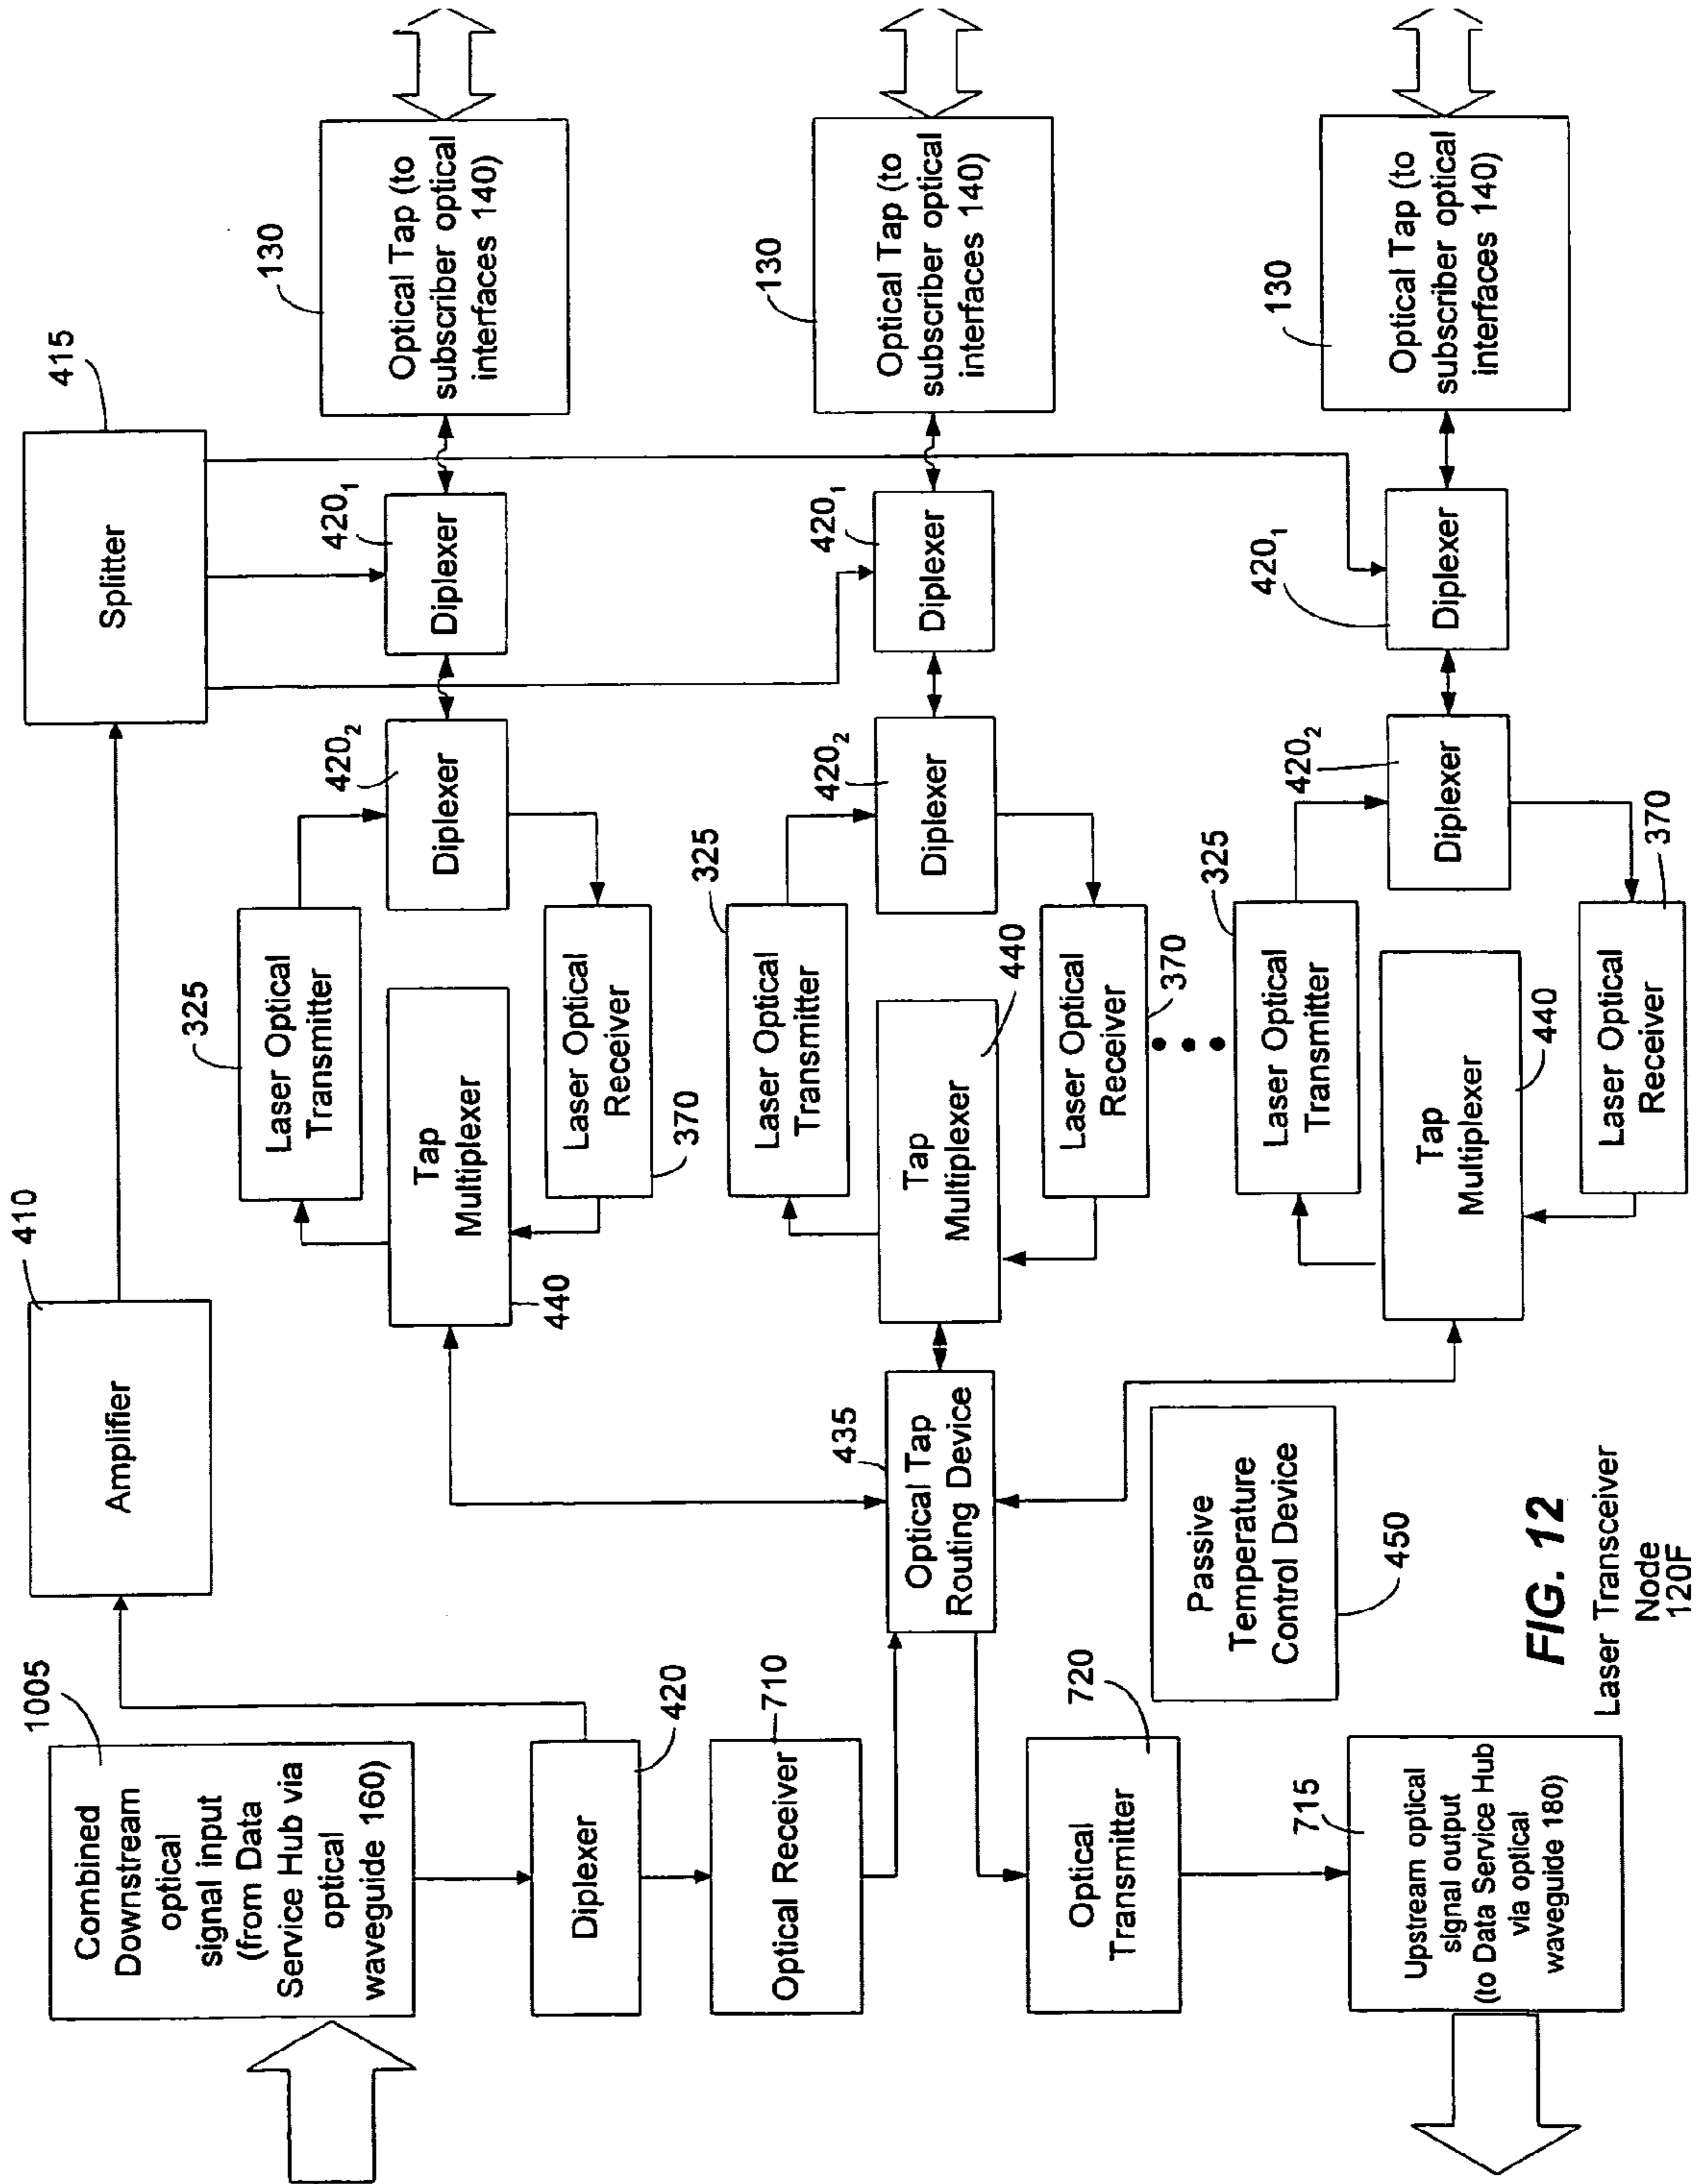 1005
Combined
Downstream
optical
signal input
(from Data
Service Hub via
optical
waveguide 160)
410
Amplifier
415
Splitter
420
Diplexer
710
Optical Receiver
720
Optical
Transmitter
715
Upstream optical
signal output
(to Data Service Hub
via optical
waveguide 180)
435
Optical Tap
Routing Device
Passive
Temperature
Control Device
450
325
Laser Optical
Transmitter
Tap
Multiplexer
440
Laser Optical
Receiver
370
420₂
Diplexer
420₁
Diplexer
130
Optical Tap (to
subscriber optical
interfaces 140)
325
Laser Optical
Transmitter
Tap
Multiplexer
440
Laser Optical
Receiver
370
420₂
Diplexer
420₁
Diplexer
130
Optical Tap (to
subscriber optical
interfaces 140)
325
Laser Optical
Transmitter
Tap
Multiplexer
440
Laser Optical
Receiver
370
420₂
Diplexer
420₁
Diplexer
130
Optical Tap (to
subscriber optical
interfaces 140)
FIG. 12
Laser Transceiver
Node
120F